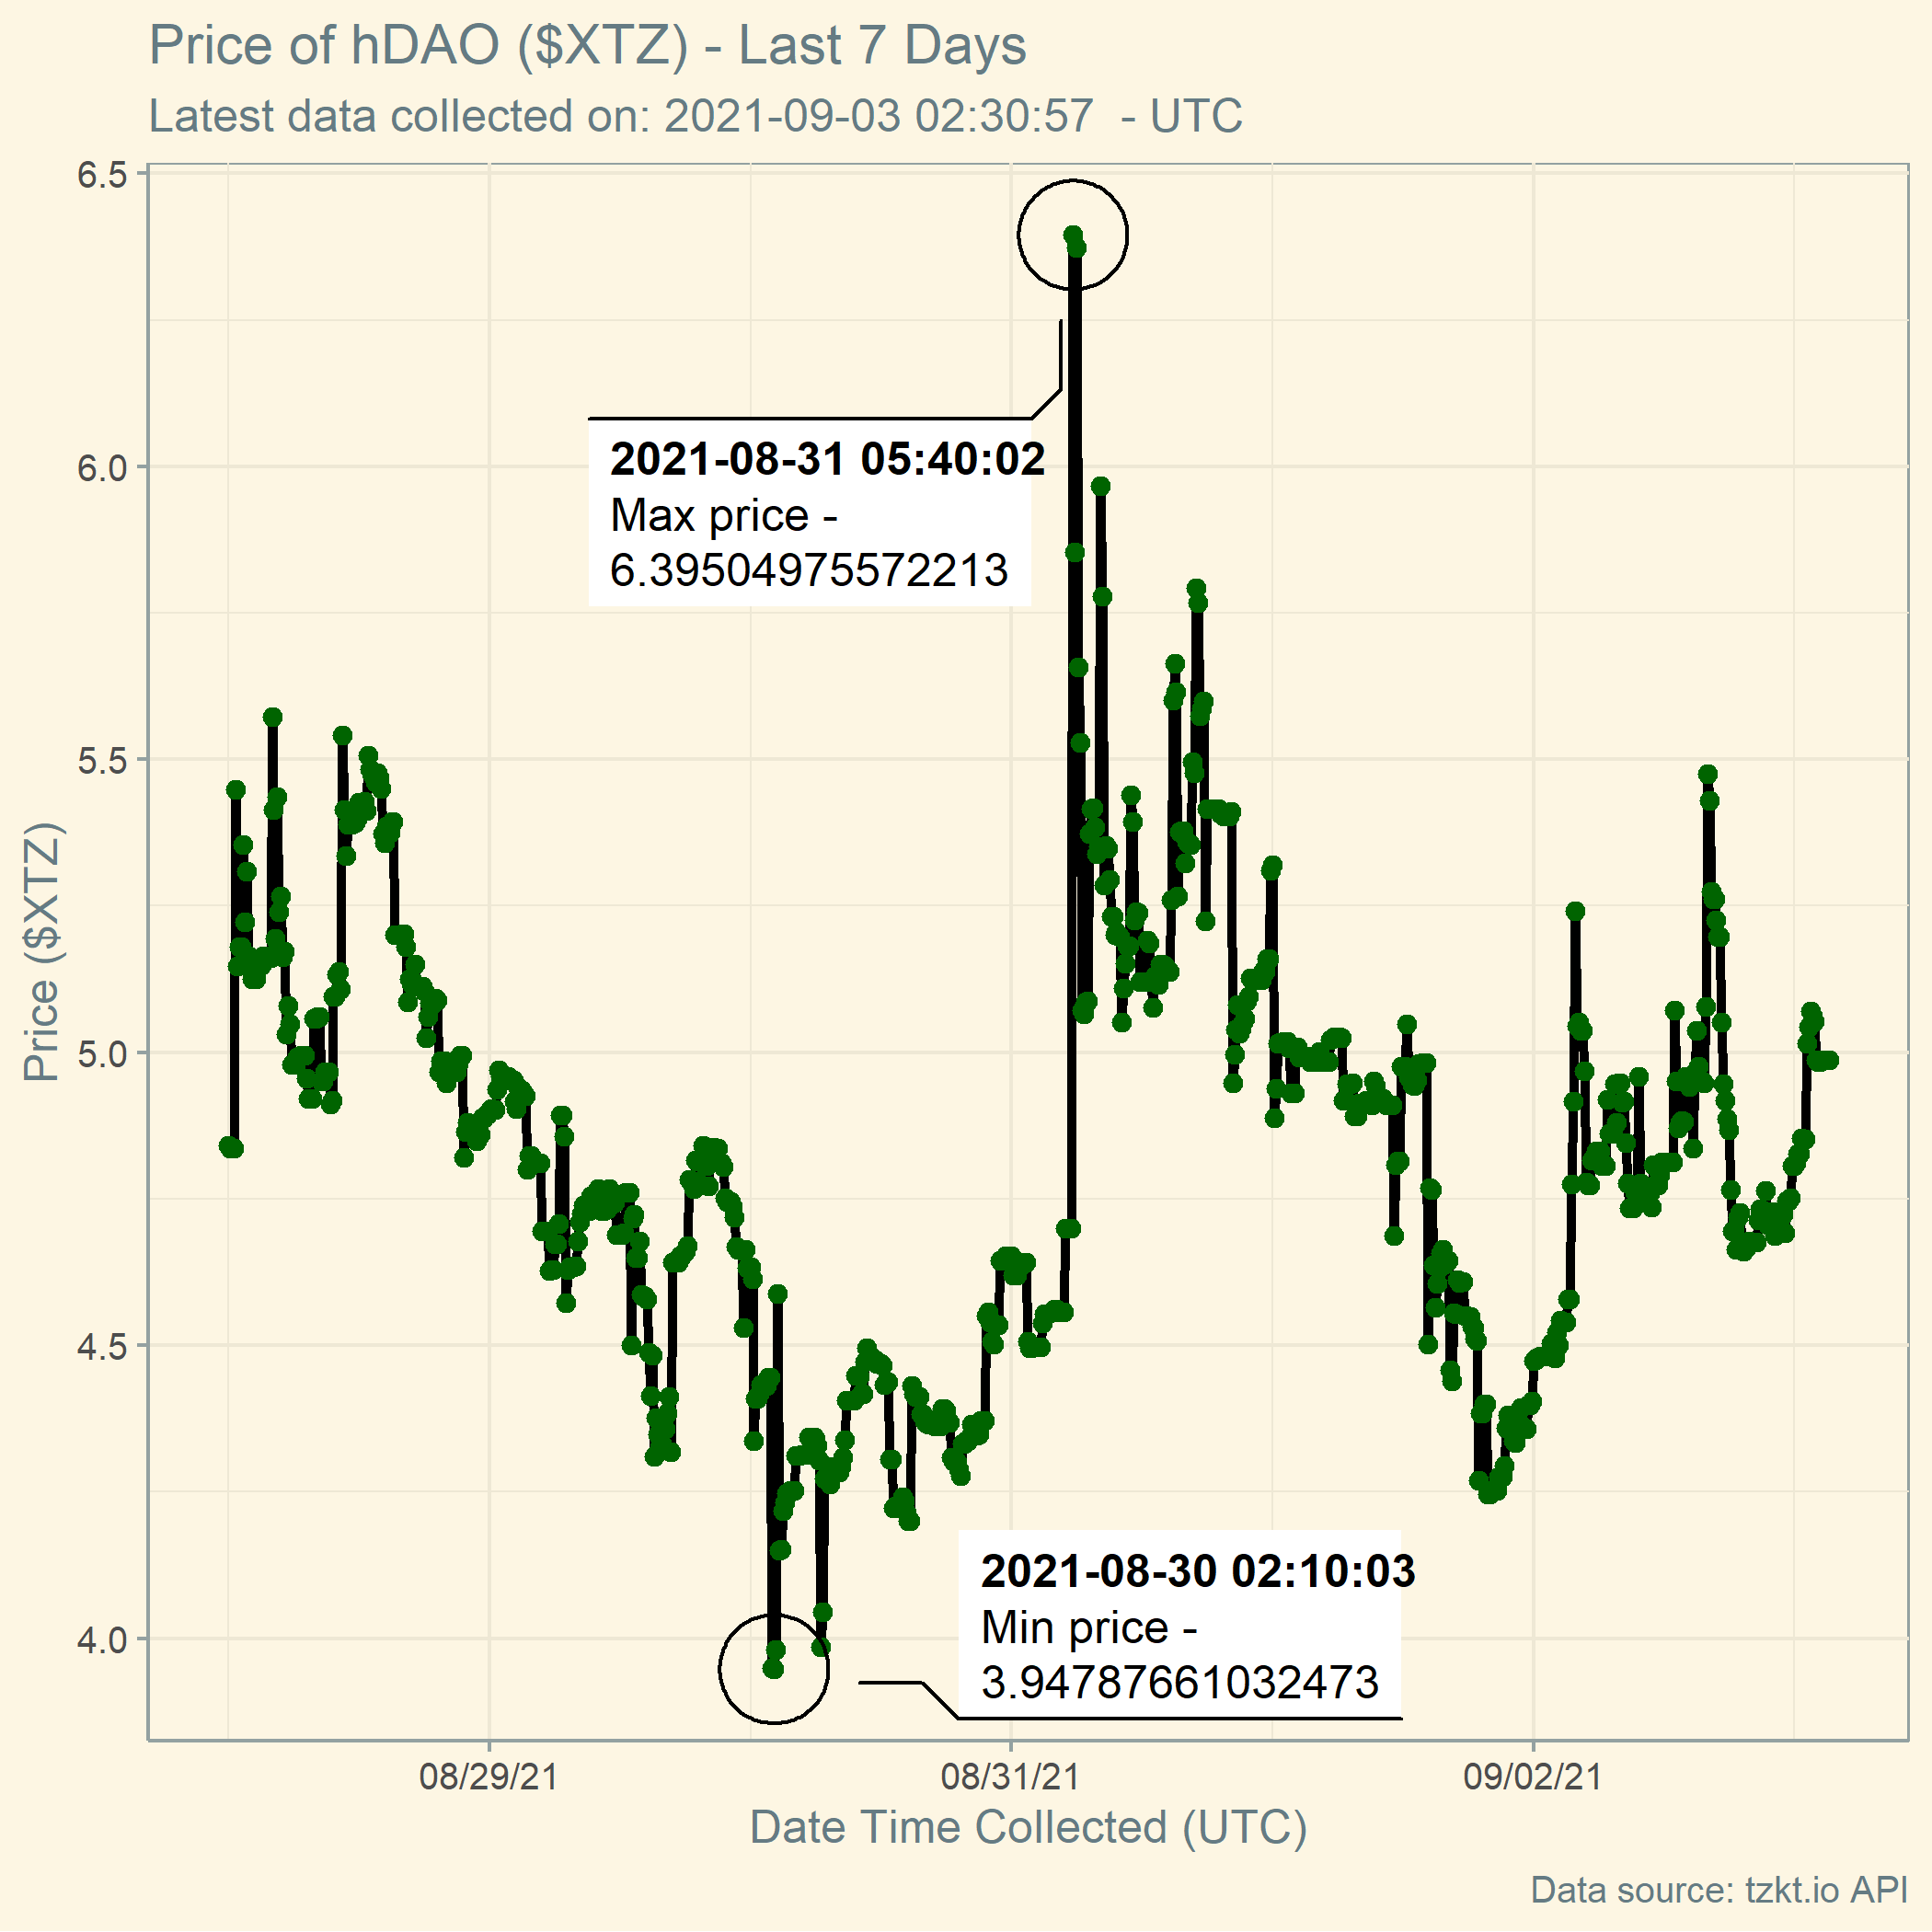 Price of hDAO ($XTZ) - Last 7 Days
Latest data collected on: 2021-09-03 02:30:57  - UTC
6.5
6.0
5.5
5.0
4.5
4.0
Price ($XTZ)
2021-08-31 05:40:02
Max price -
6.39504975572213
2021-08-30 02:10:03
Min price -
3.94787661032473
08/29/21
08/31/21
09/02/21
Date Time Collected (UTC)
Data source: tzkt.io API